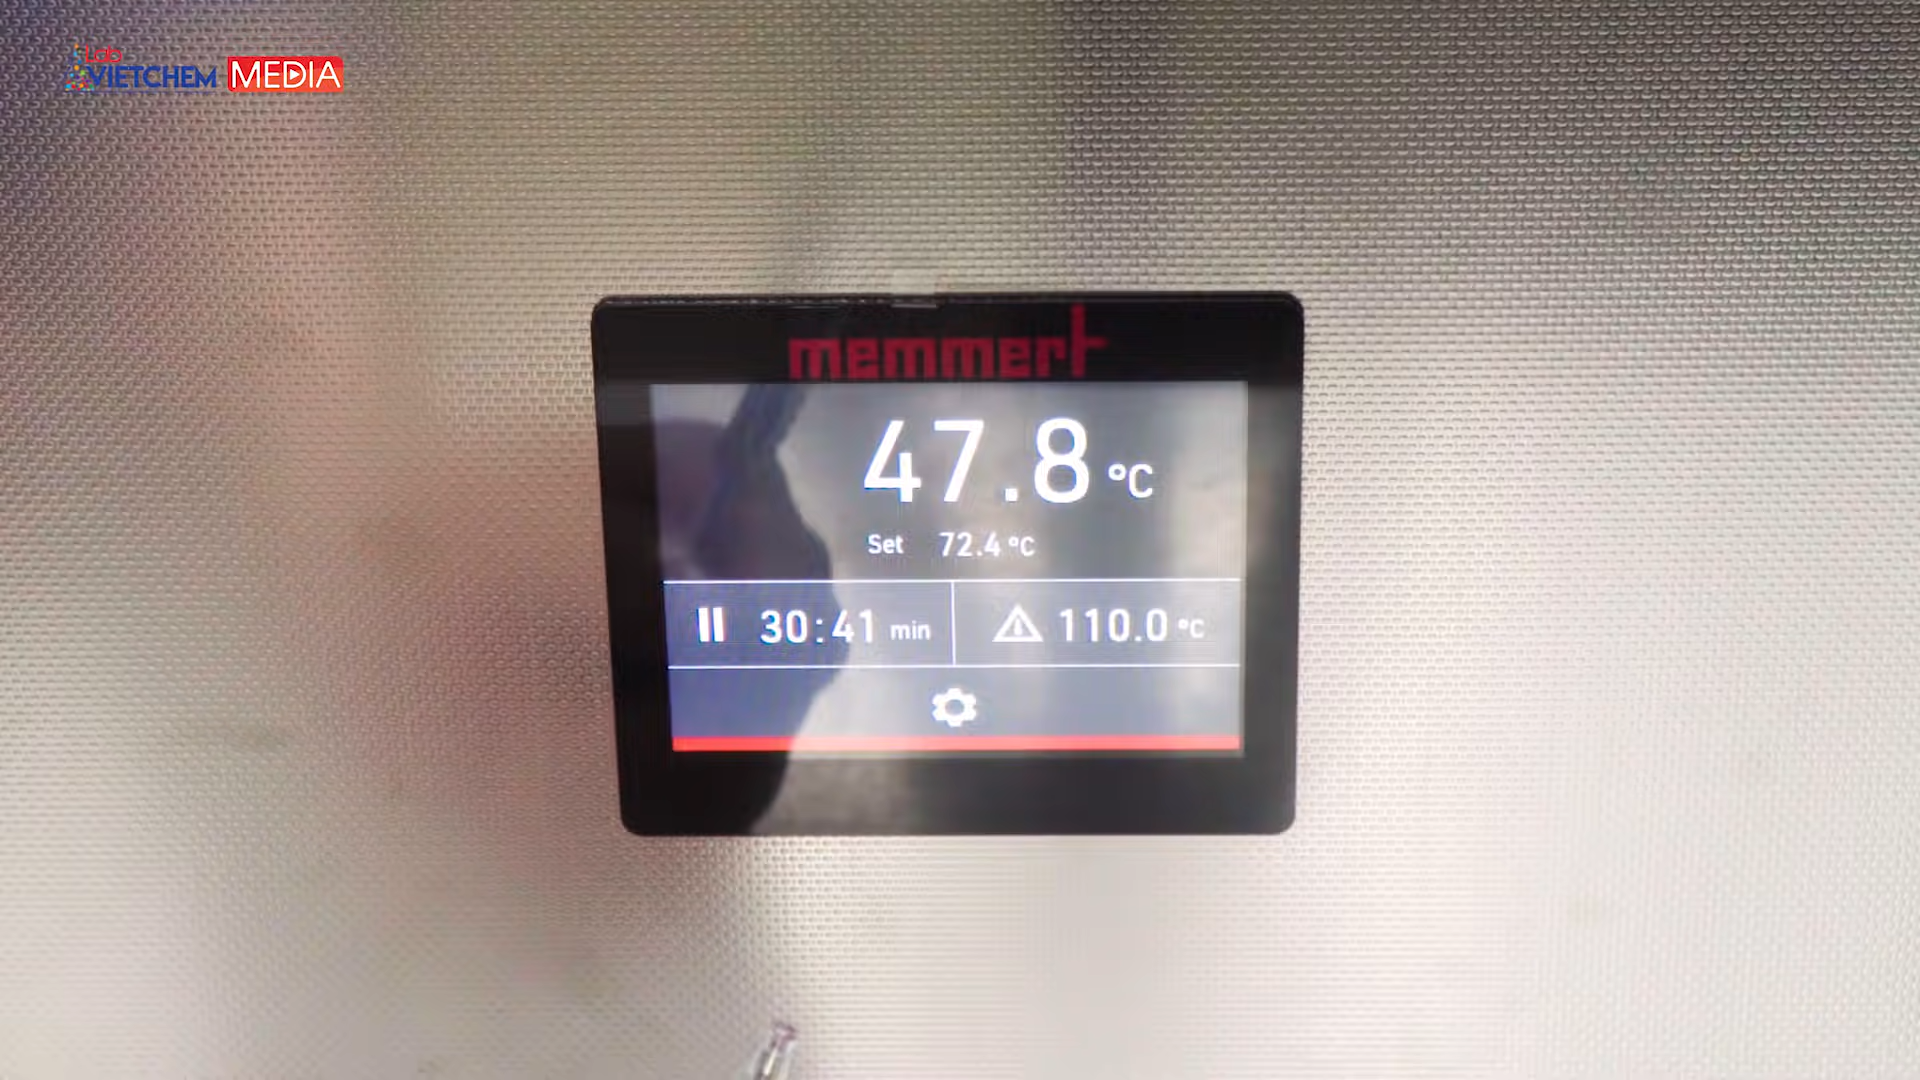 Lab
VIETCHEM MEDIA
memmert
47.8 °C
Set 72.4 °C
30:41 min 110.0 °C